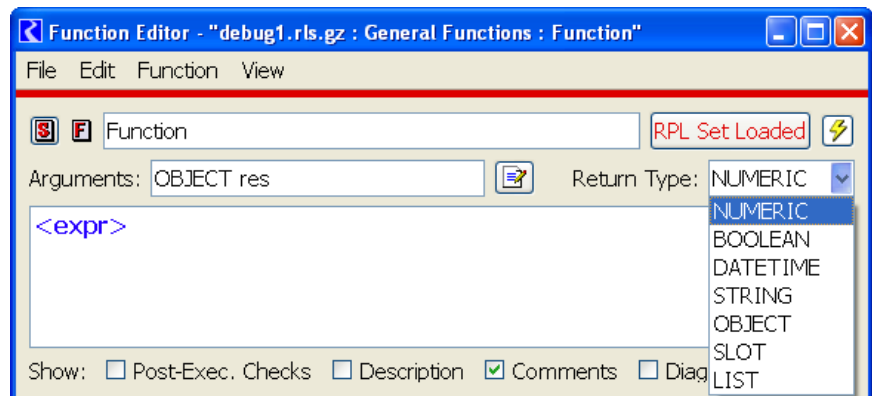 Function Editor - "debug1.rls.gz : General Functions : Function"
File Edit Function View
S F Function RPL Set Loaded
Arguments: OBJECT res Return Type: NUMERIC
<expr>
NUMERIC
BOOLEAN
DATETIME
STRING
OBJECT
SLOT
LIST
Show: Post-Exec. Checks Description Comments Diag